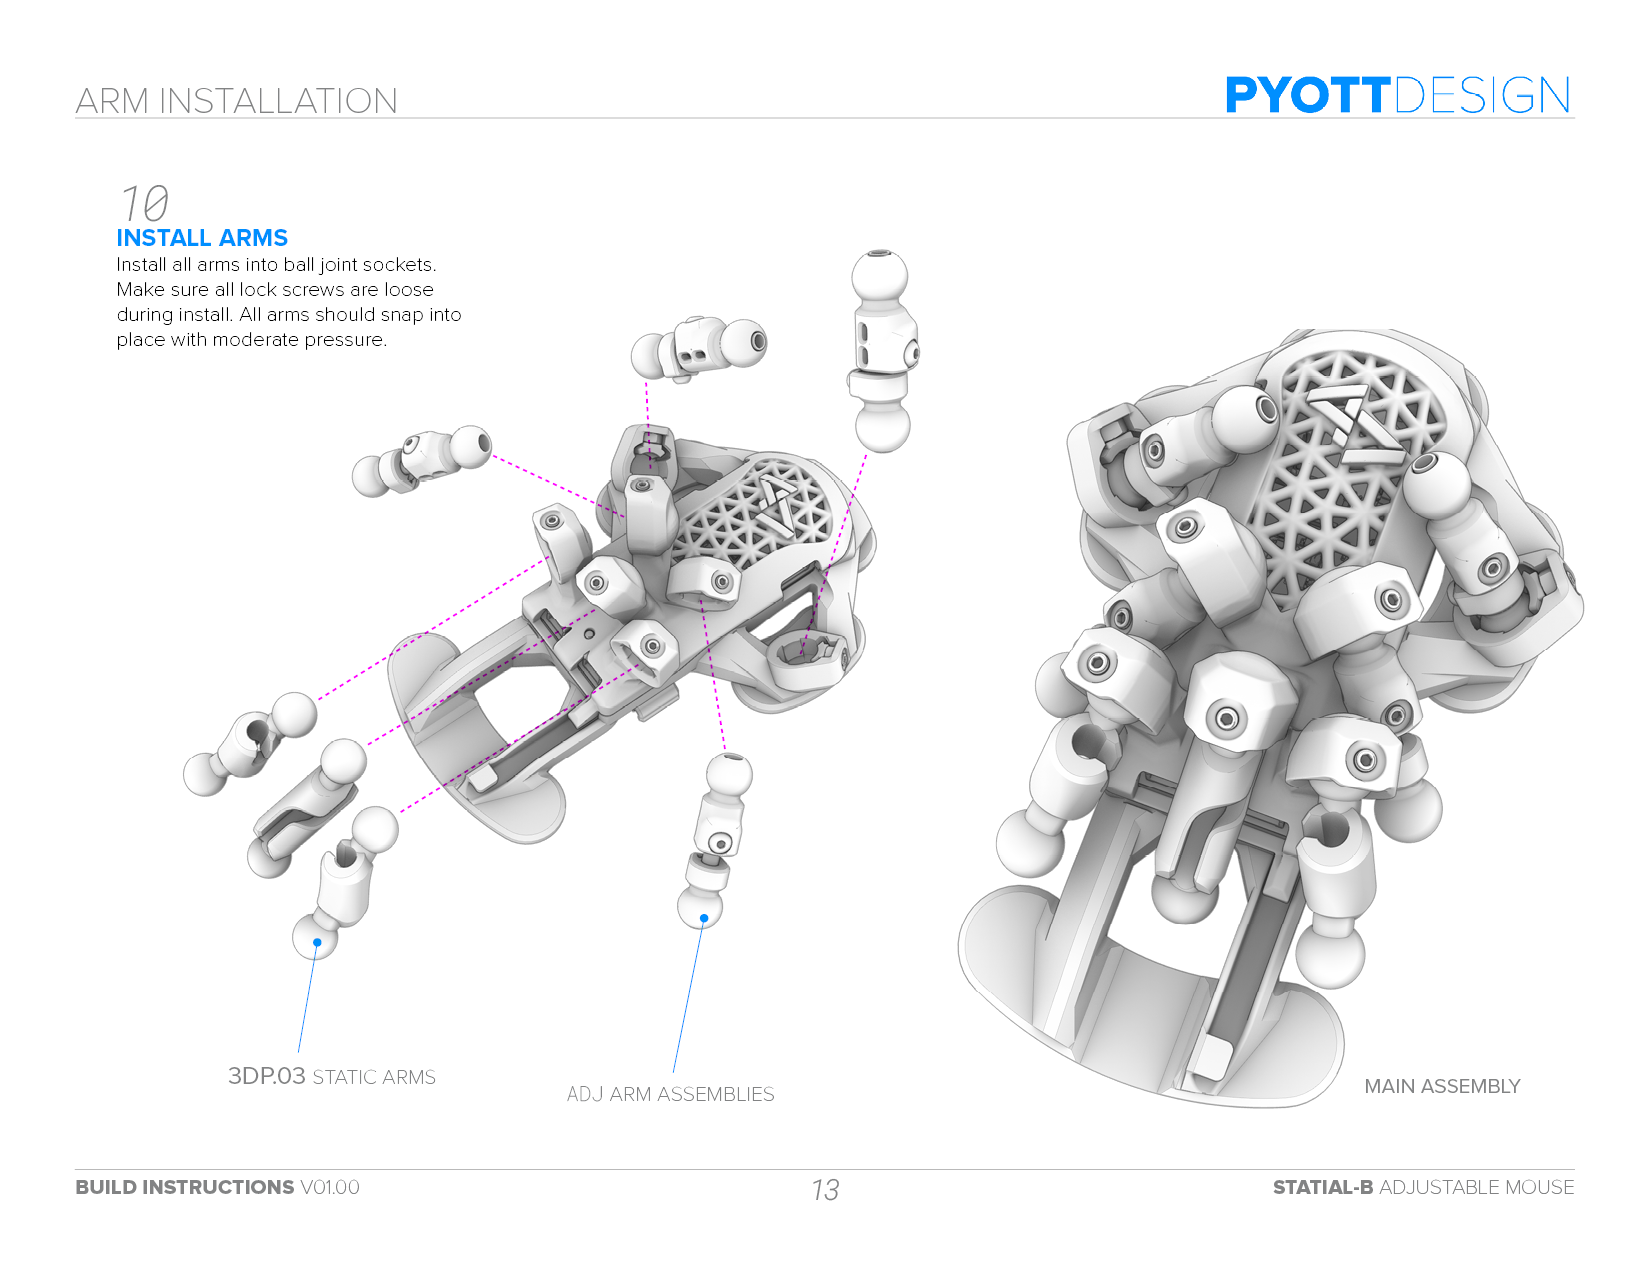 ARM INSTALLATION
PYOTTDESIGN
10
INSTALL ARMS
Install all arms into ball joint sockets.
Make sure all lock screws are loose
during install. All arms should snap into
place with moderate pressure.
3DP.03 STATIC ARMS
ADJ ARM ASSEMBLIES
MAIN ASSEMBLY
BUILD INSTRUCTIONS V01.00
13
STATIAL-B ADJUSTABLE MOUSE